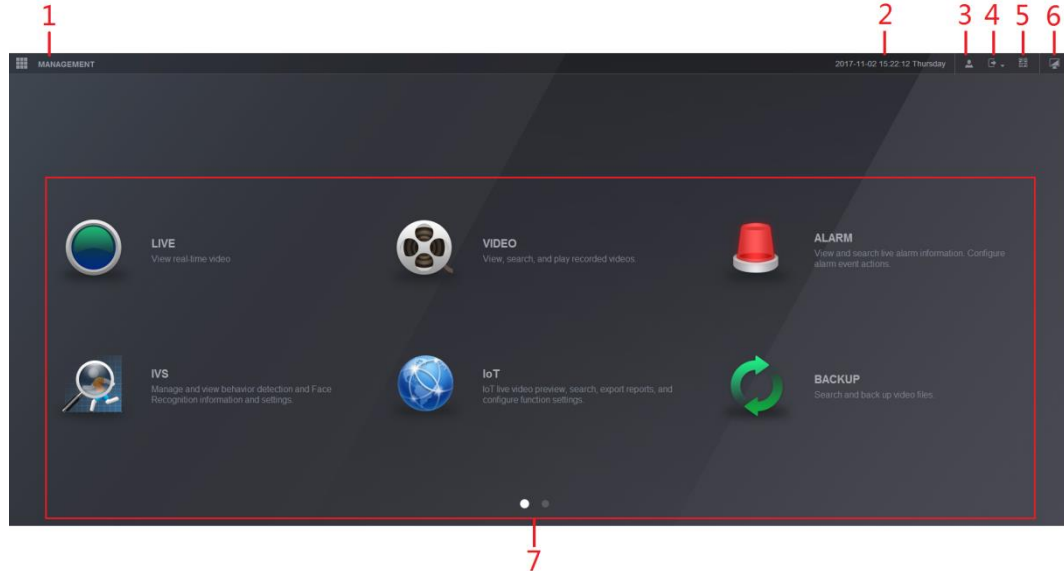 1
2
3
4
5
6
MANAGEMENT
2017-11-02 15:22:12 Thursday
LIVE
View real-time video
VIDEO
View, search, and play recorded videos.
ALARM
View and search live alarm information. Configure
alarm event actions.
IVS
Manage and view behavior detection and Face
Recognition information and settings.
IoT
IoT live video preview, search, export reports, and
configure function settings.
BACKUP
Search and back up video files.
7